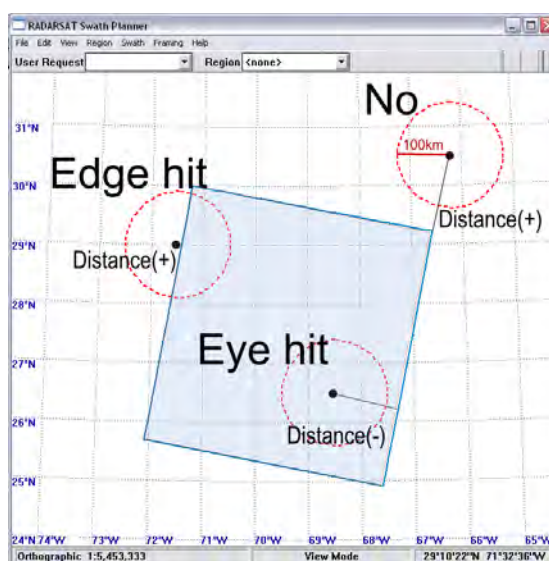 RADARSAT Swath Planner
File Edit View Region Swath Framing Help
User Request Region <none>
No
31°N
100km
Edge hit
30°N
Distance(+)
29°N
Distance(+)
28°N
Eye hit
27°N
26°N
Distance(-)
25°N
24°N 74°W 73°W 72°W 71°W 70°W 69°W 68°W 67°W 66°W 65°W
Orthographic 1:5,453,333 View Mode 29°10'22"N 71°32'36"W